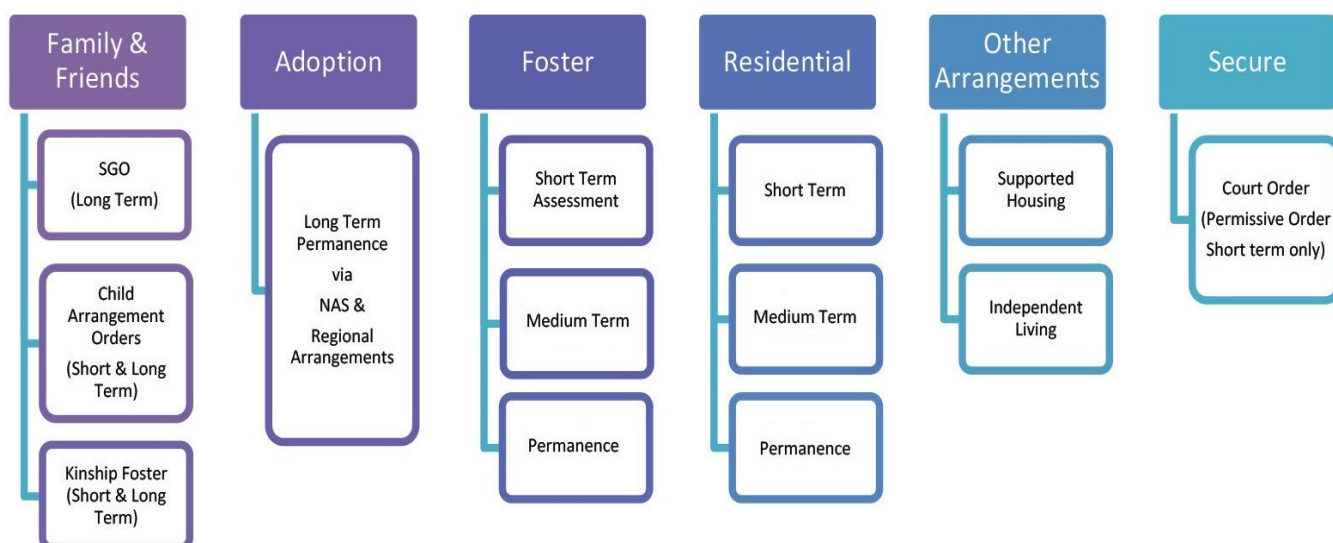 Family &
Friends
SGO
(Long Term)
Child
Arrangement
Orders
(Short & Long
Term)
Kinship Foster
(Short & Long
Term)
Adoption
Long Term
Permanence
via
NAS &
Regional
Arrangements
Foster
Short Term
Assessment
Medium Term
Permanence
Residential
Short Term
Medium Term
Permanence
Other
Arrangements
Supported
Housing
Independent
Living
Secure
Court Order
(Permissive Order
Short term only)